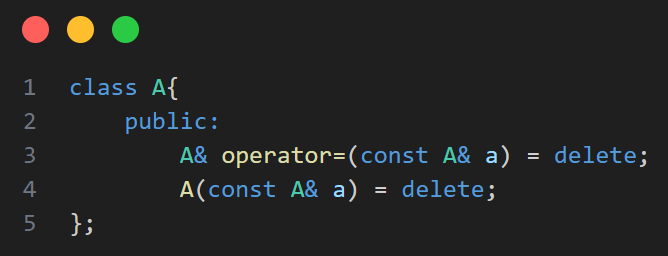 1 class A{
2 public:
3 A& operator=(const A& a) = delete;
4 A(const A& a) = delete;
5 };